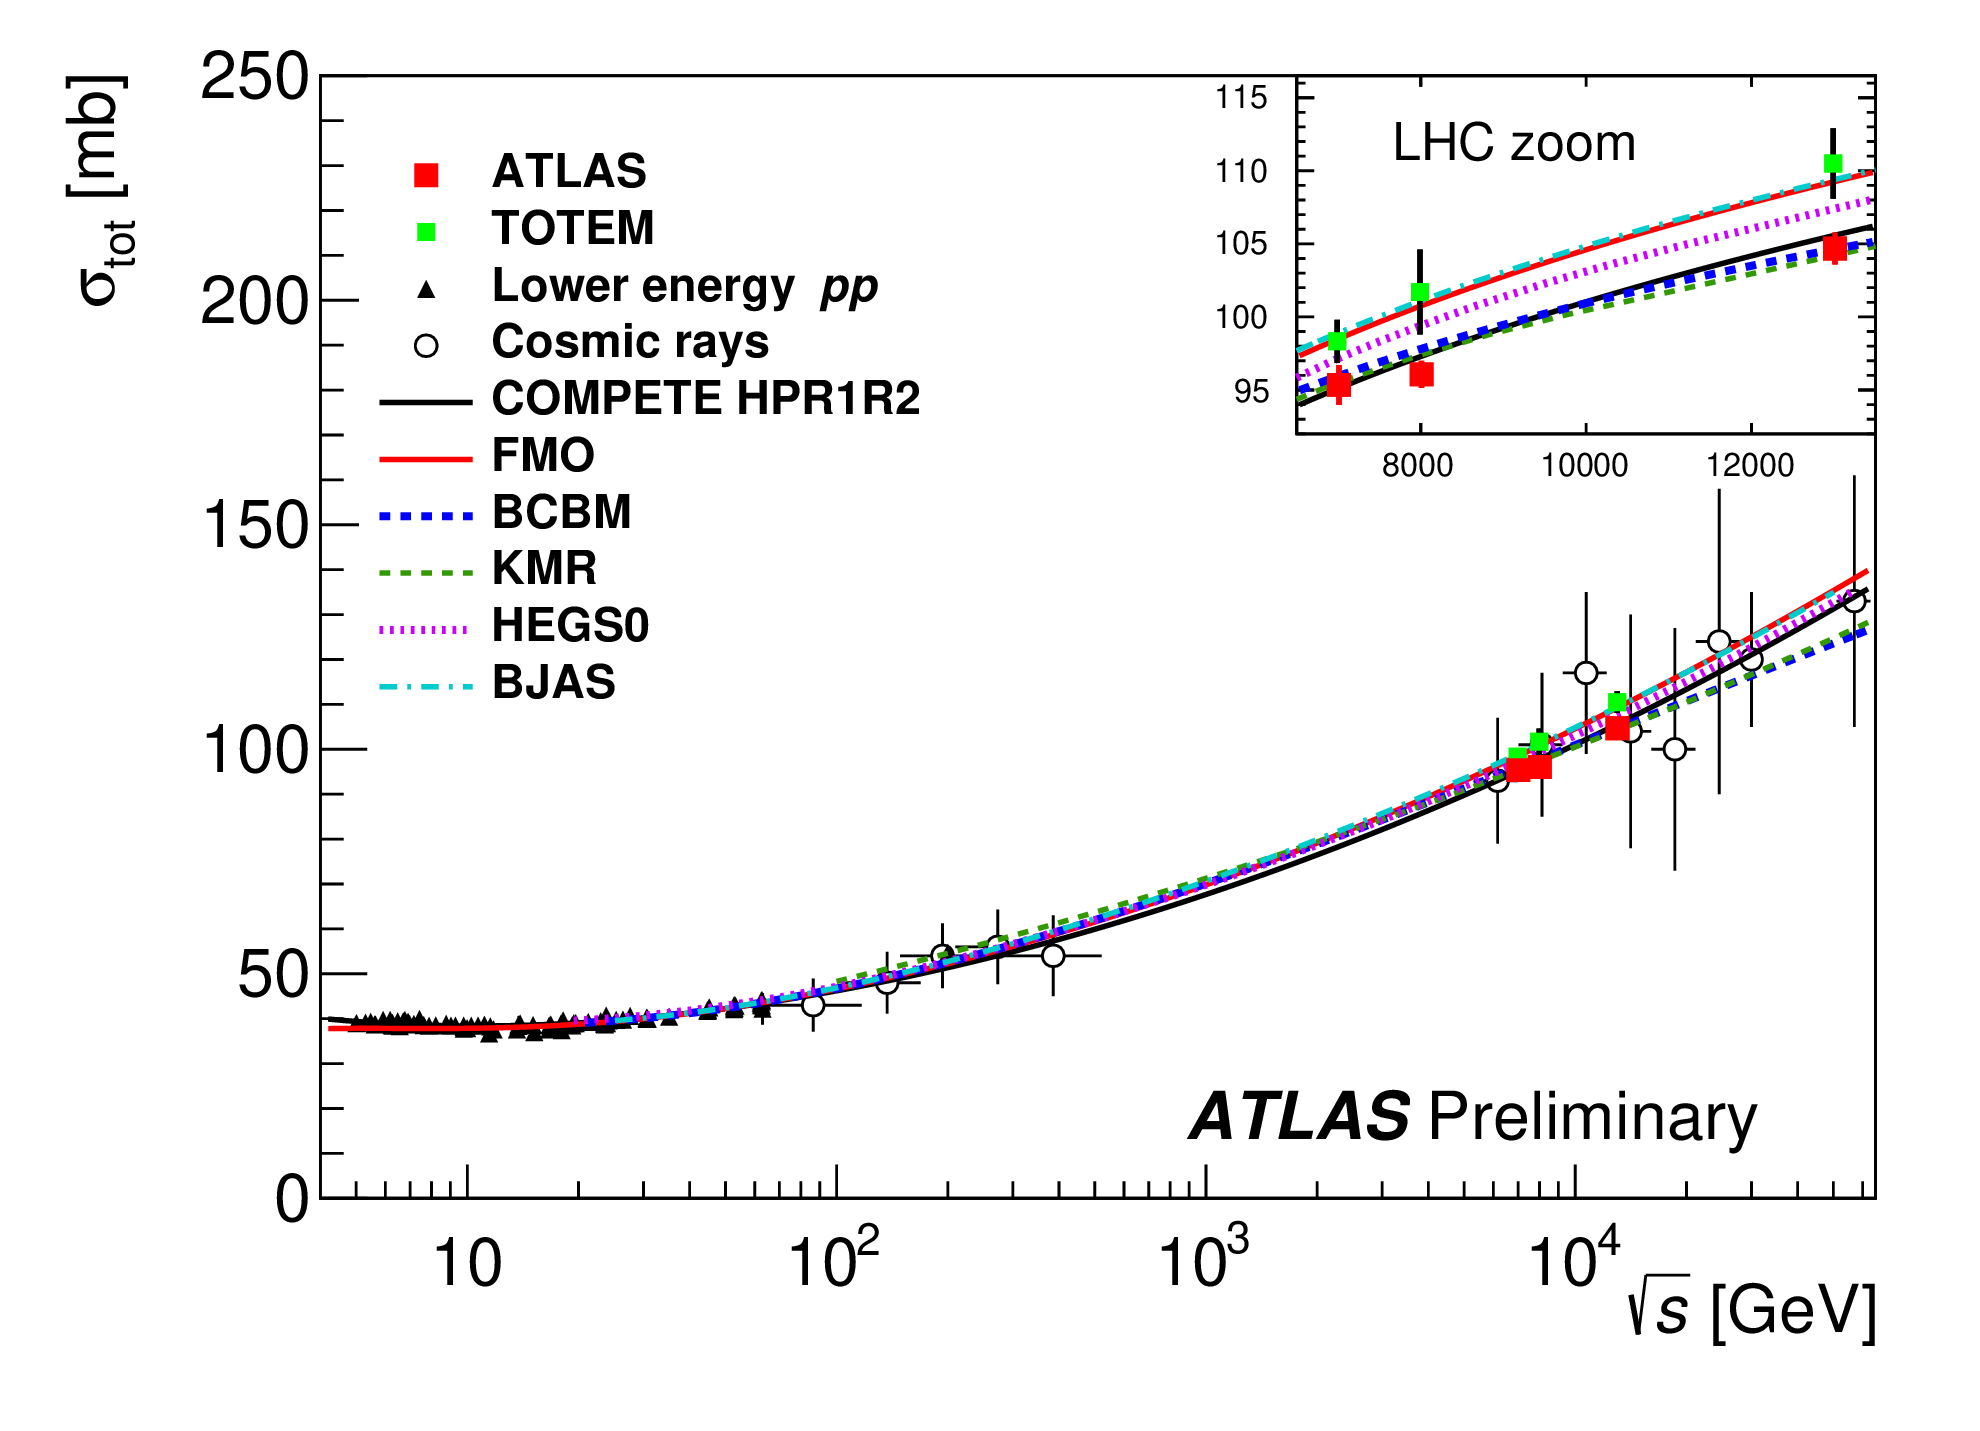 σtot [mb]
250
200
150
100
50
0
ATLAS
TOTEM
Lower energy pp
Cosmic rays
COMPETE HPR1R2
FMO
BCBM
KMR
HEGS0
BJAS
LHC zoom
115
110
105
100
95
8000 10000 12000
ATLAS Preliminary
10 10² 10³ 10⁴
√s [GeV]